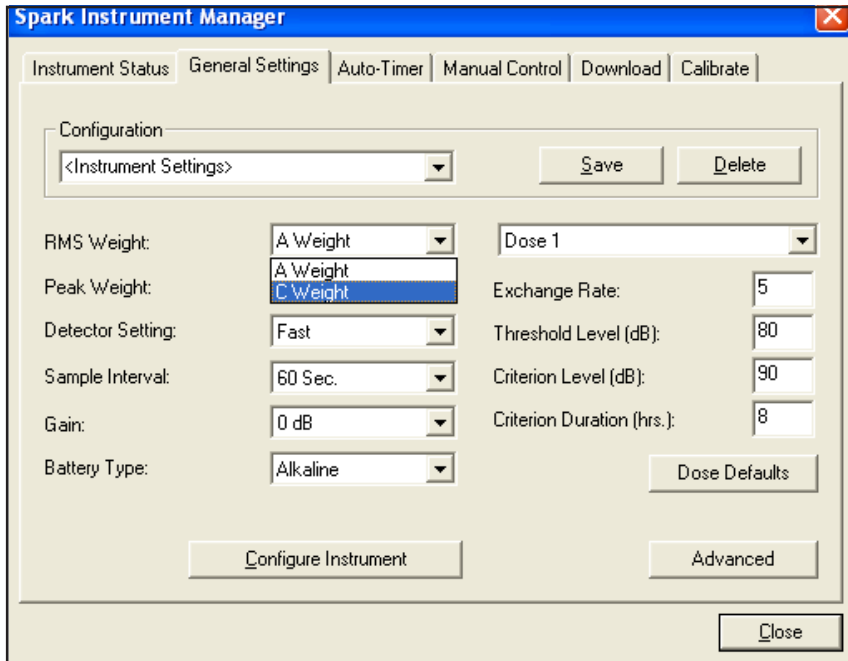 Spark Instrument Manager
Instrument Status General Settings Auto-Timer Manual Control Download Calibrate
Configuration
<Instrument Settings> Save Delete
RMS Weight: A Weight Dose 1
A Weight
Peak Weight: C Weight Exchange Rate: 5
Detector Setting: Fast Threshold Level (dB): 80
Sample Interval: 60 Sec. Criterion Level (dB): 90
Gain: 0 dB Criterion Duration (hrs.): 8
Battery Type: Alkaline Dose Defaults
Configure Instrument Advanced
Close